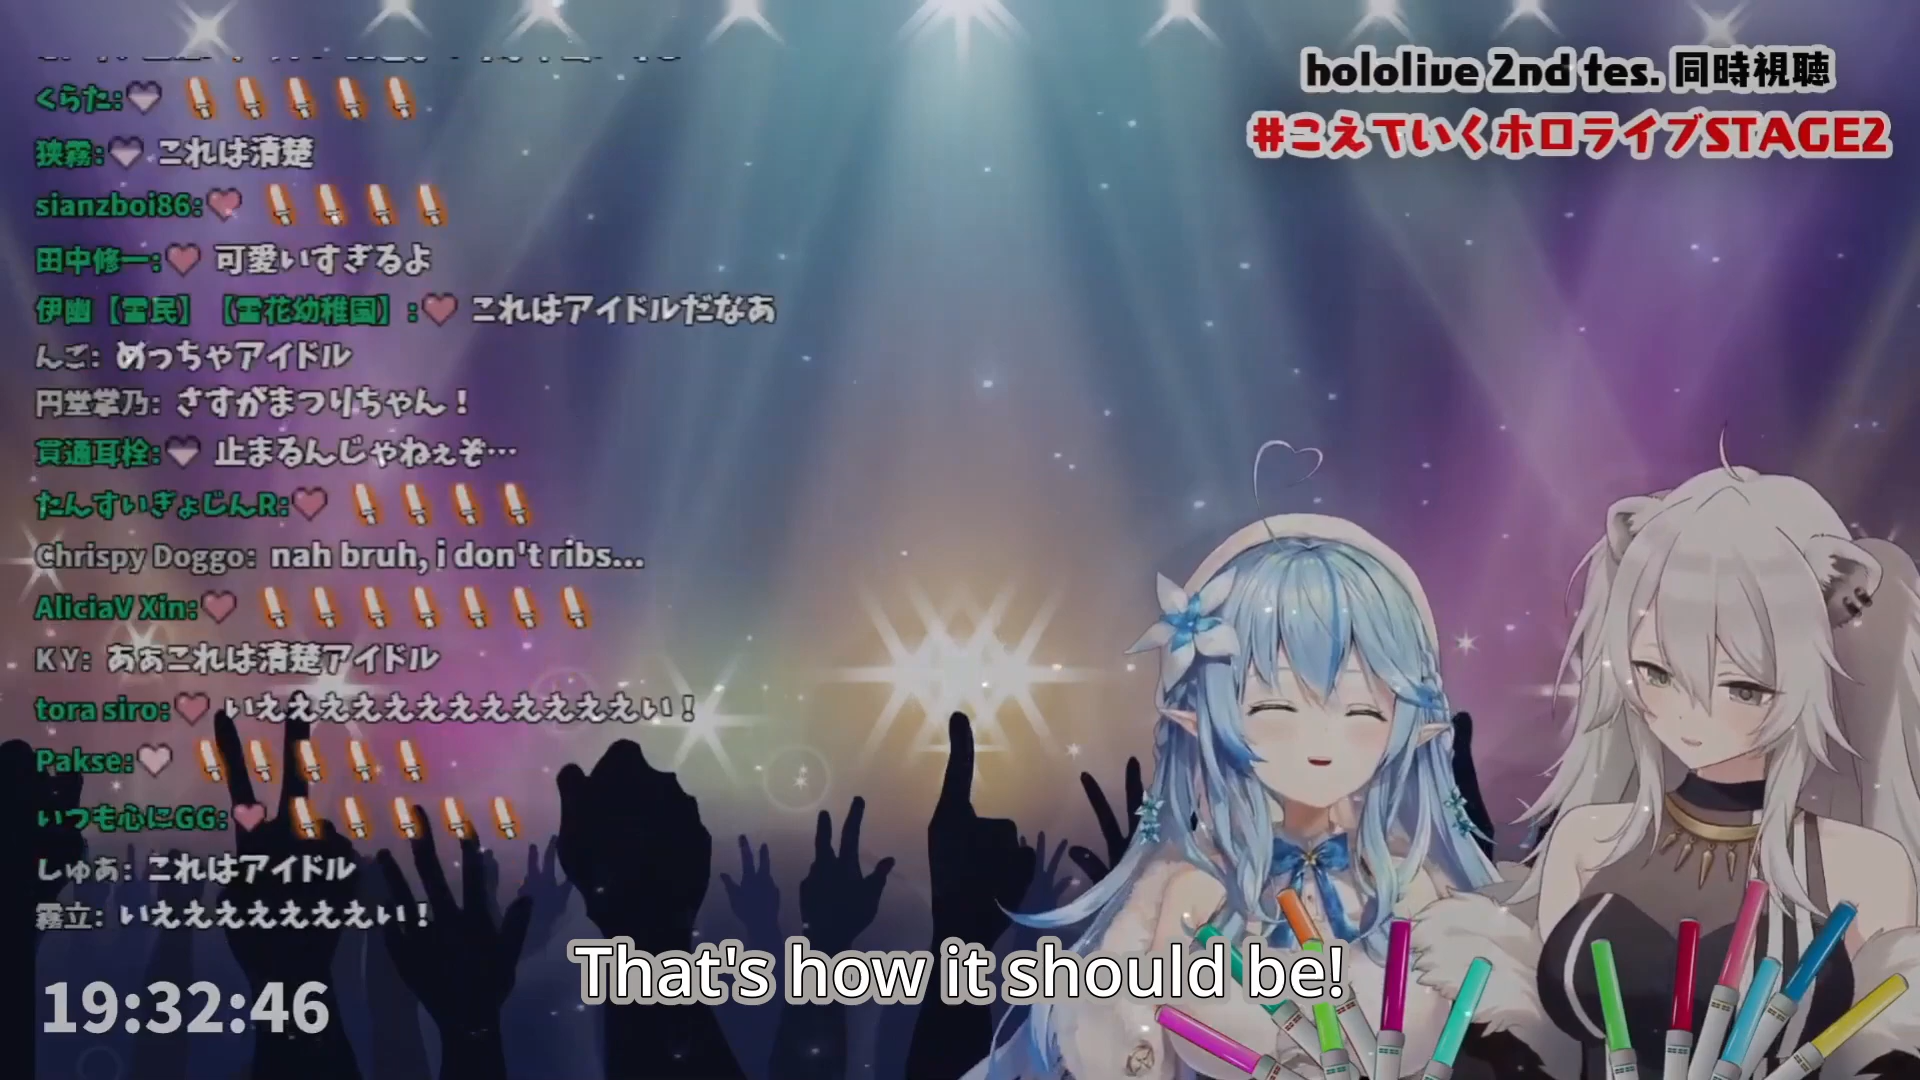 hololive 2nd fes. 同時視聴
#こえていくホロライブSTAGE2
くらた:
狭霧: これは清楚
sianzboi86:
田中修一: 可愛いすぎるよ
伊幽【雪民】【雪花幼稚園】: これはアイドルだなあ
んご: めっちゃアイドル
円堂掌乃: さすがまつりちゃん！
貫通耳栓: 止まるんじゃねぇぞ…
たんすいぎょじんR:
Chrispy Doggo: nah bruh, i don't ribs...
AliciaV Xin:
K Y: ああこれは清楚アイドル
tora siro: いえええええええええええええい！
Pakse:
いつも心にGG:
しゅあ: これはアイドル
霧立: いえええええええい！
19:32:46
That's how it should be!